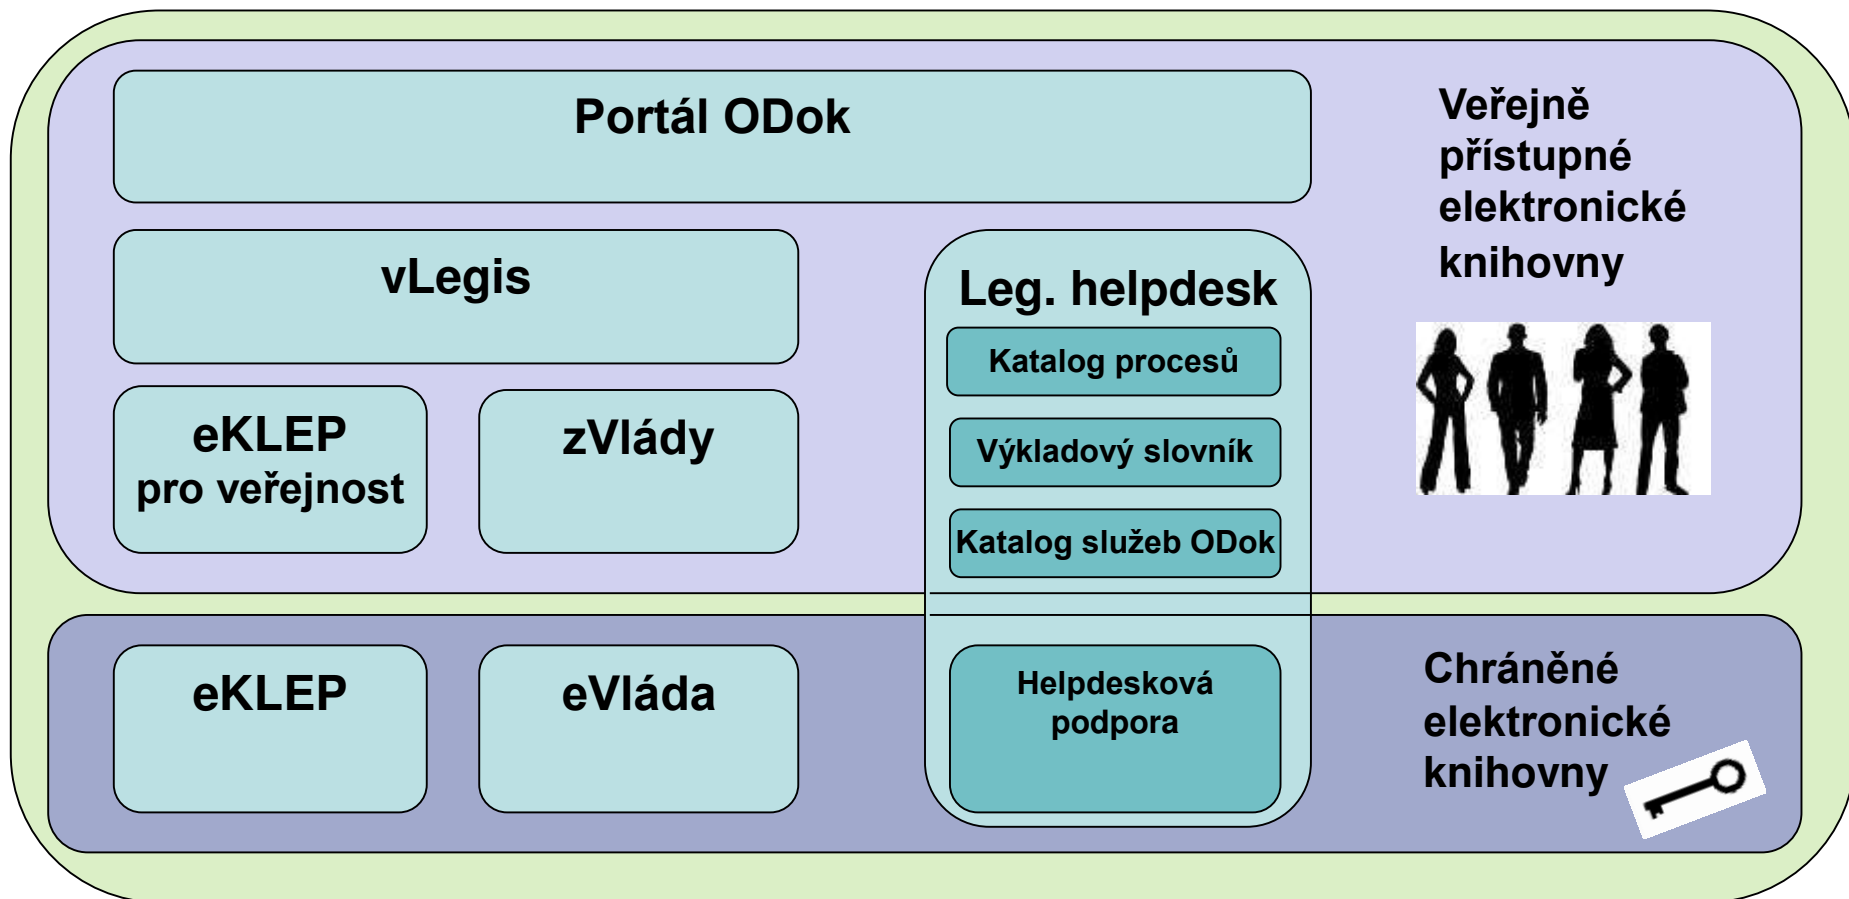 Portál ODok
Veřejně
přístupné
elektronické
knihovny
vLegis
Leg. helpdesk
Katalog procesů
Výkladový slovník
Katalog služeb ODok
eKLEP
pro veřejnost
zVlády
eKLEP
eVláda
Helpdesková
podpora
Chráněné
elektronické
knihovny